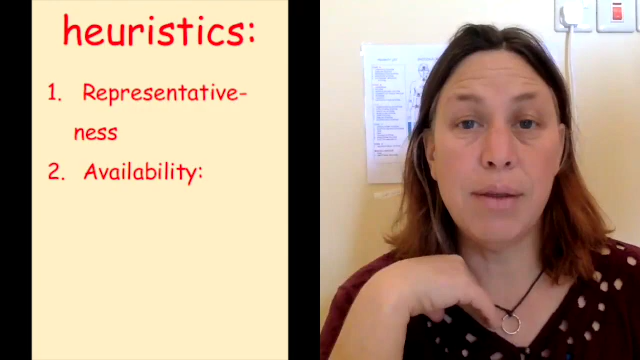 heuristics:
1. Representative-
ness
2. Availability: